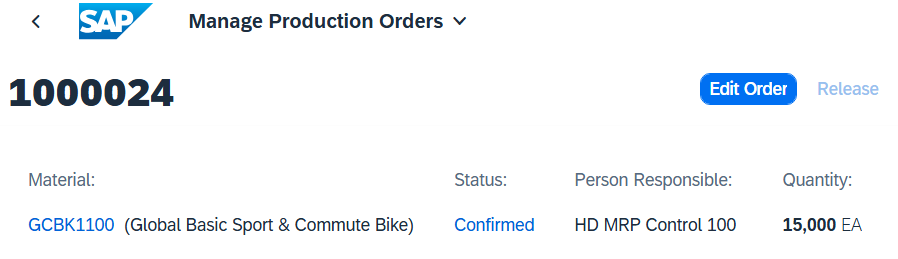 SAP Manage Production Orders
1000024 Edit Order Release
Material: Status: Person Responsible: Quantity:
GCBK1100 (Global Basic Sport & Commute Bike) Confirmed HD MRP Control 100 15,000 EA